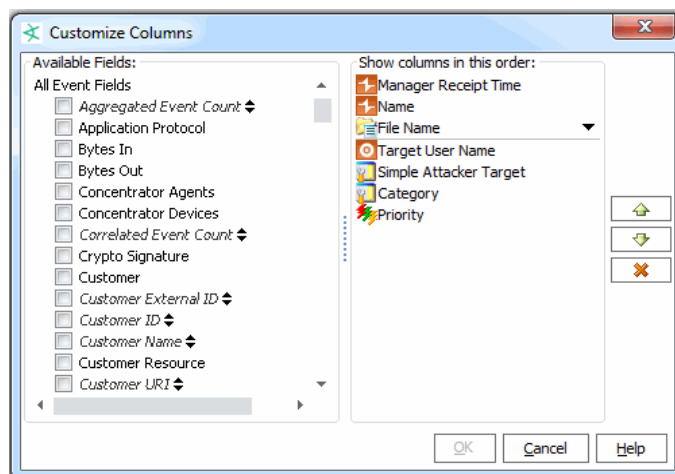 Customize Columns
Available Fields:
All Event Fields
Aggregated Event Count
Application Protocol
Bytes In
Bytes Out
Concentrator Agents
Concentrator Devices
Correlated Event Count
Crypto Signature
Customer
Customer External ID
Customer ID
Customer Name
Customer Resource
Customer URI
Show columns in this order:
Manager Receipt Time
Name
File Name
Target User Name
Simple Attacker Target
Category
Priority
OK
Cancel
Help